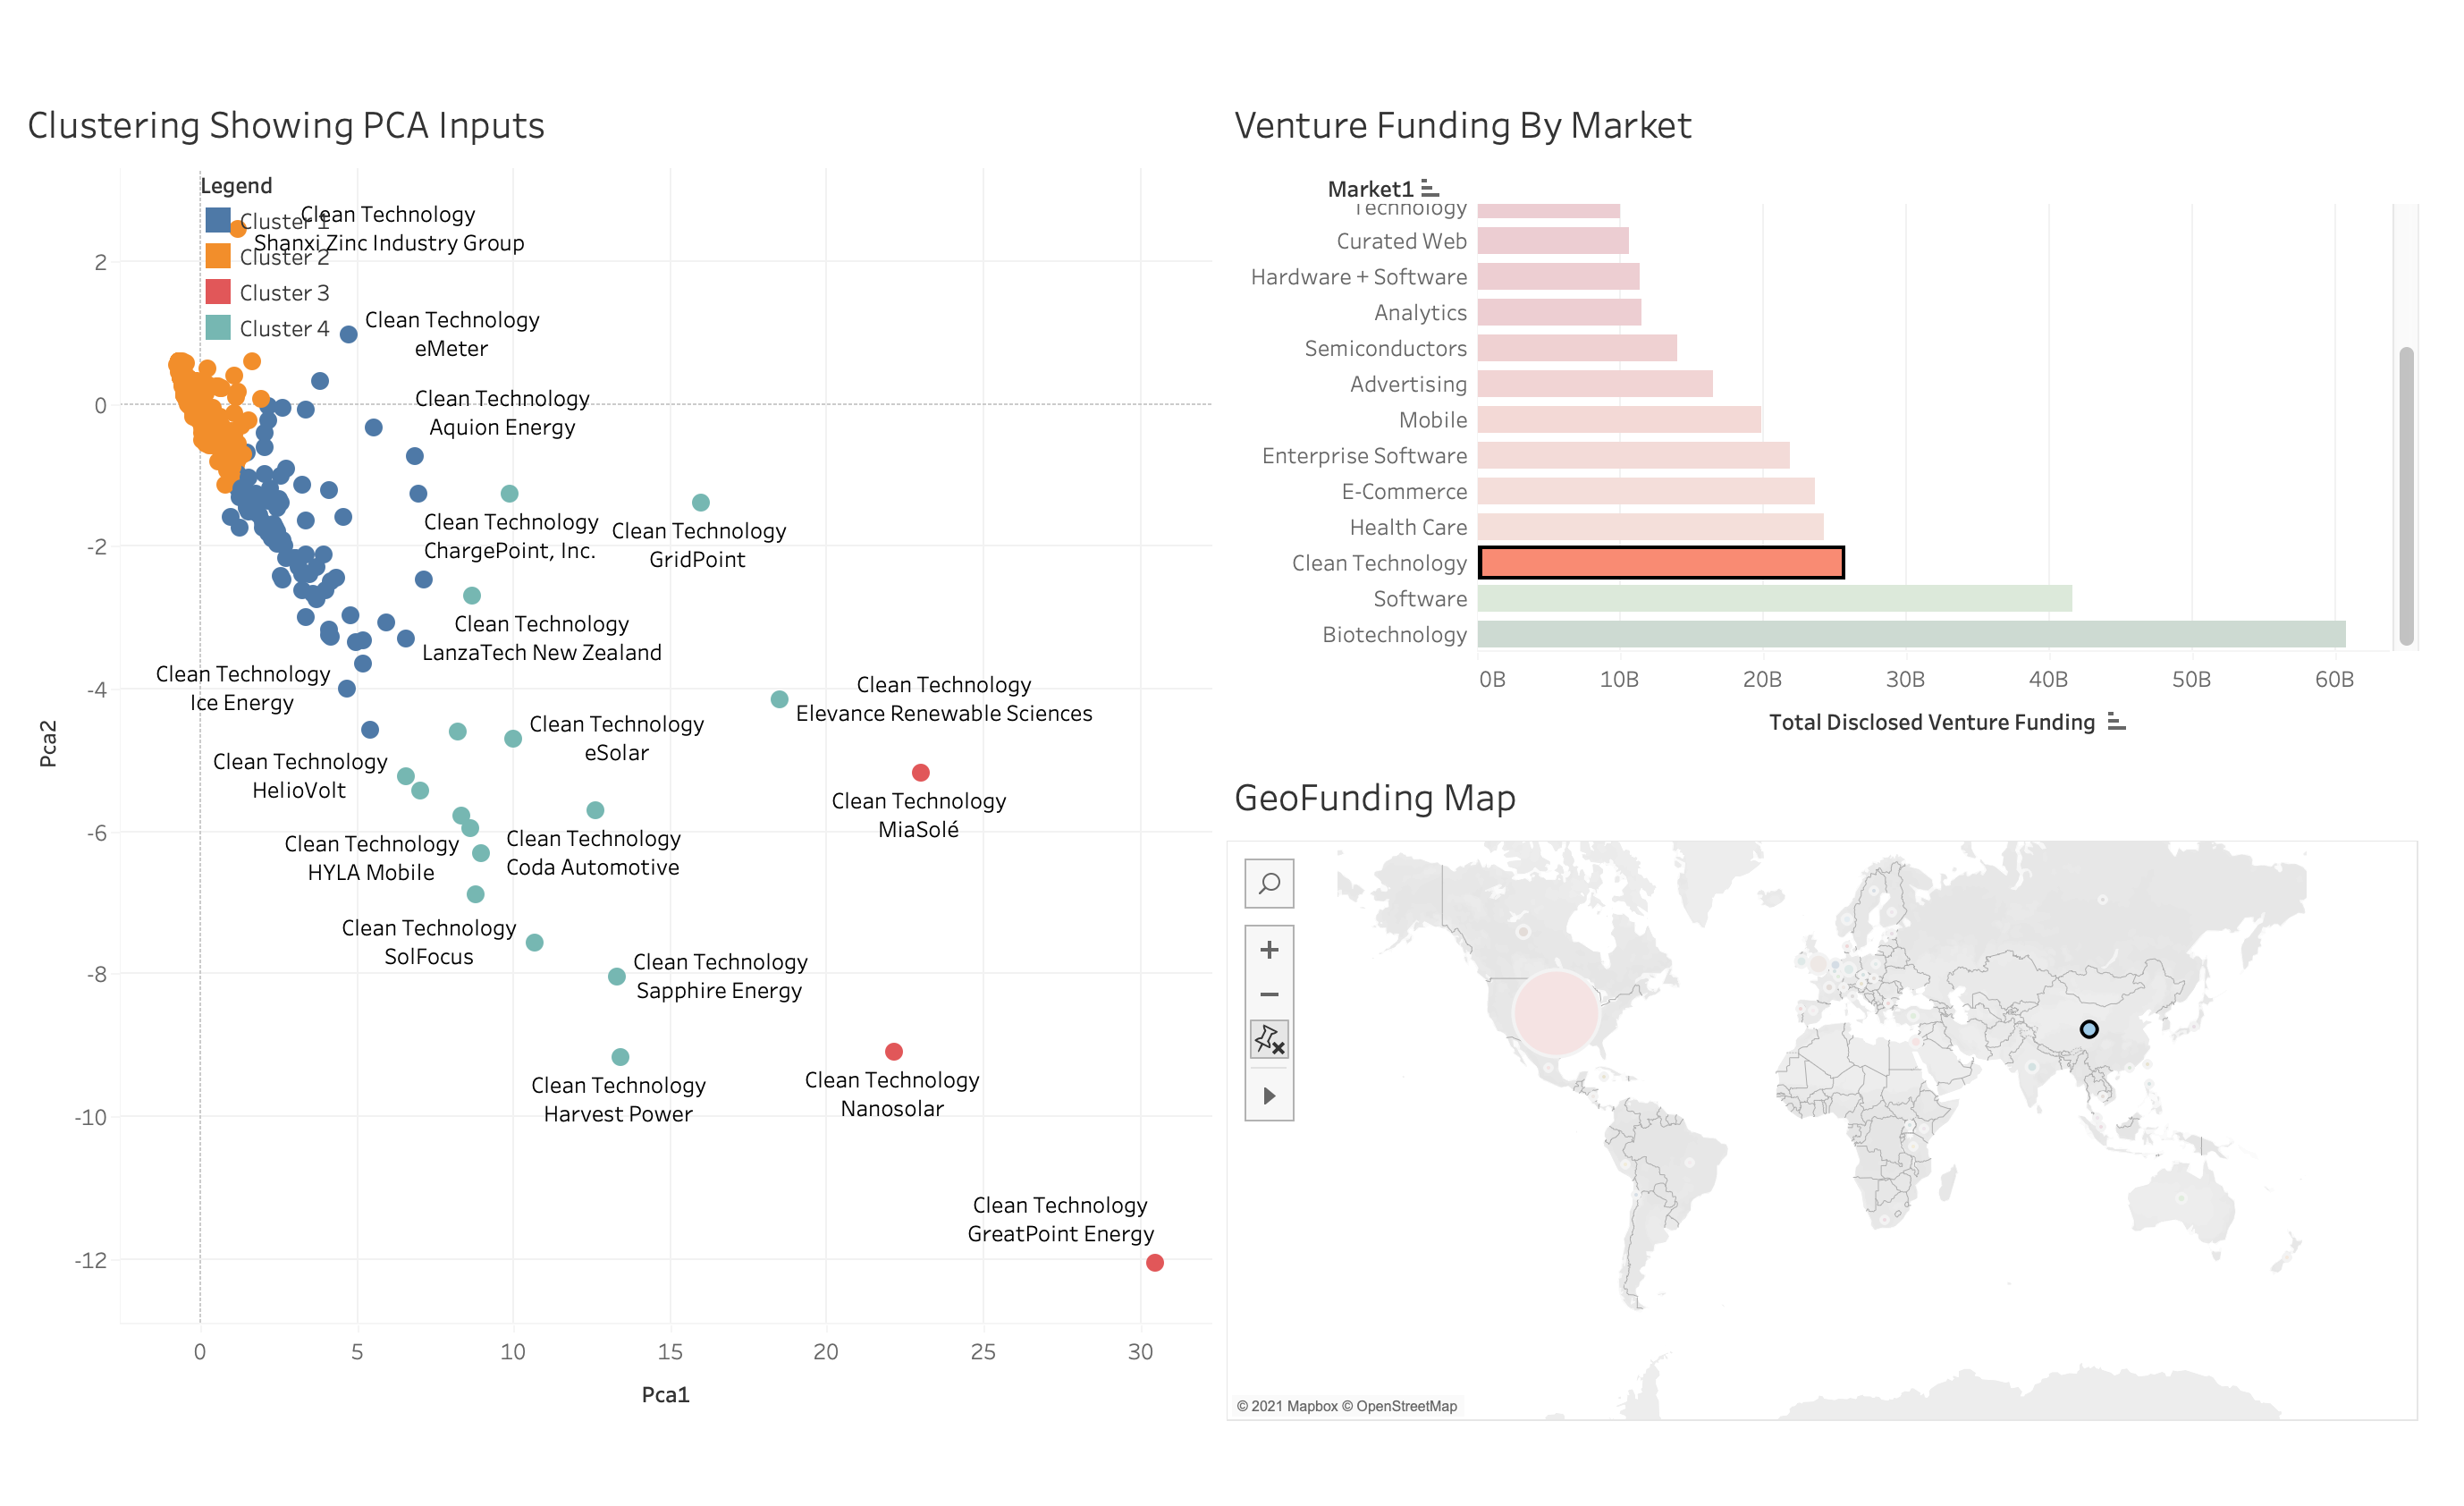 Clustering Showing PCA Inputs
Legend
Cluster 1
Cluster 2
Cluster 3
Cluster 4
Clean Technology
Shanxi Zinc Industry Group
Clean Technology
eMeter
Clean Technology
Aquion Energy
Clean Technology
ChargePoint, Inc.
Clean Technology
GridPoint
Clean Technology
LanzaTech New Zealand
Clean Technology
Ice Energy
Clean Technology
Elevance Renewable Sciences
Clean Technology
eSolar
Clean Technology
HelioVolt
Clean Technology
MiaSolé
Clean Technology
HYLA Mobile
Clean Technology
Coda Automotive
Clean Technology
SolFocus
Clean Technology
Sapphire Energy
Clean Technology
Harvest Power
Clean Technology
Nanosolar
Clean Technology
GreatPoint Energy
2
0
-2
-4
-6
-8
-10
-12
Pca2
0 5 10 15 20 25 30
Pca1
Venture Funding By Market
Market1
Technology
Curated Web
Hardware + Software
Analytics
Semiconductors
Advertising
Mobile
Enterprise Software
E-Commerce
Health Care
Clean Technology
Software
Biotechnology
0B 10B 20B 30B 40B 50B 60B
Total Disclosed Venture Funding
GeoFunding Map
© 2021 Mapbox © OpenStreetMap